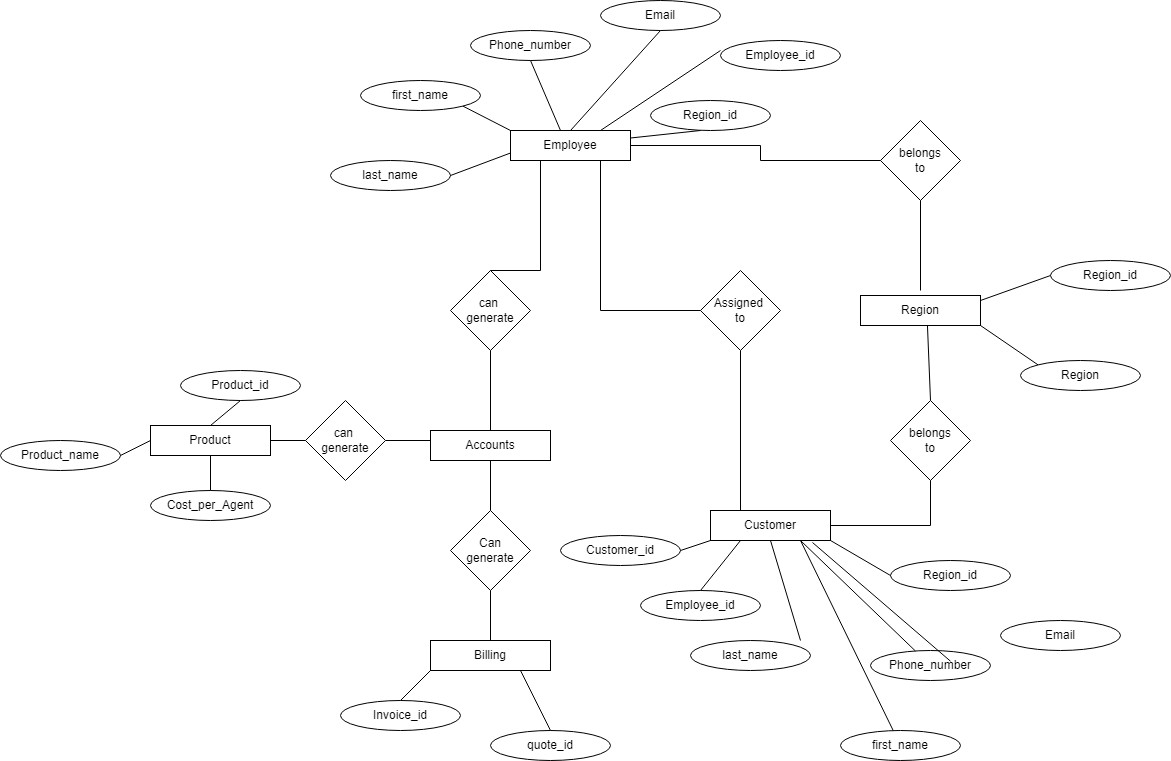 Email
Phone_number
Employee_id
first_name
Region_id
Employee
belongs
to
last_name
Region_id
can
generate
Assigned
to
Region
Region
Product_id
Product
can
generate
Accounts
belongs
to
Product_name
Cost_per_Agent
Customer
Can
generate
Customer_id
Region_id
Employee_id
Email
Billing
last_name
Phone_number
Invoice_id
quote_id
first_name